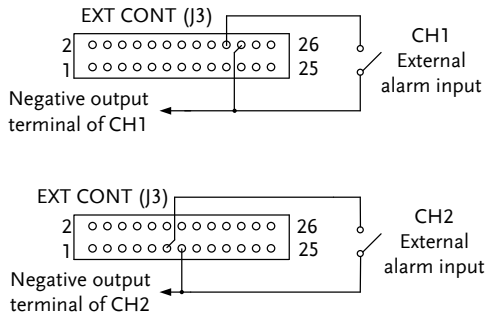 EXT CONT (J3)
2
26
1
25
CH1
External
alarm input
Negative output
terminal of CH1
EXT CONT (J3)
2
26
1
25
CH2
External
alarm input
Negative output
terminal of CH2